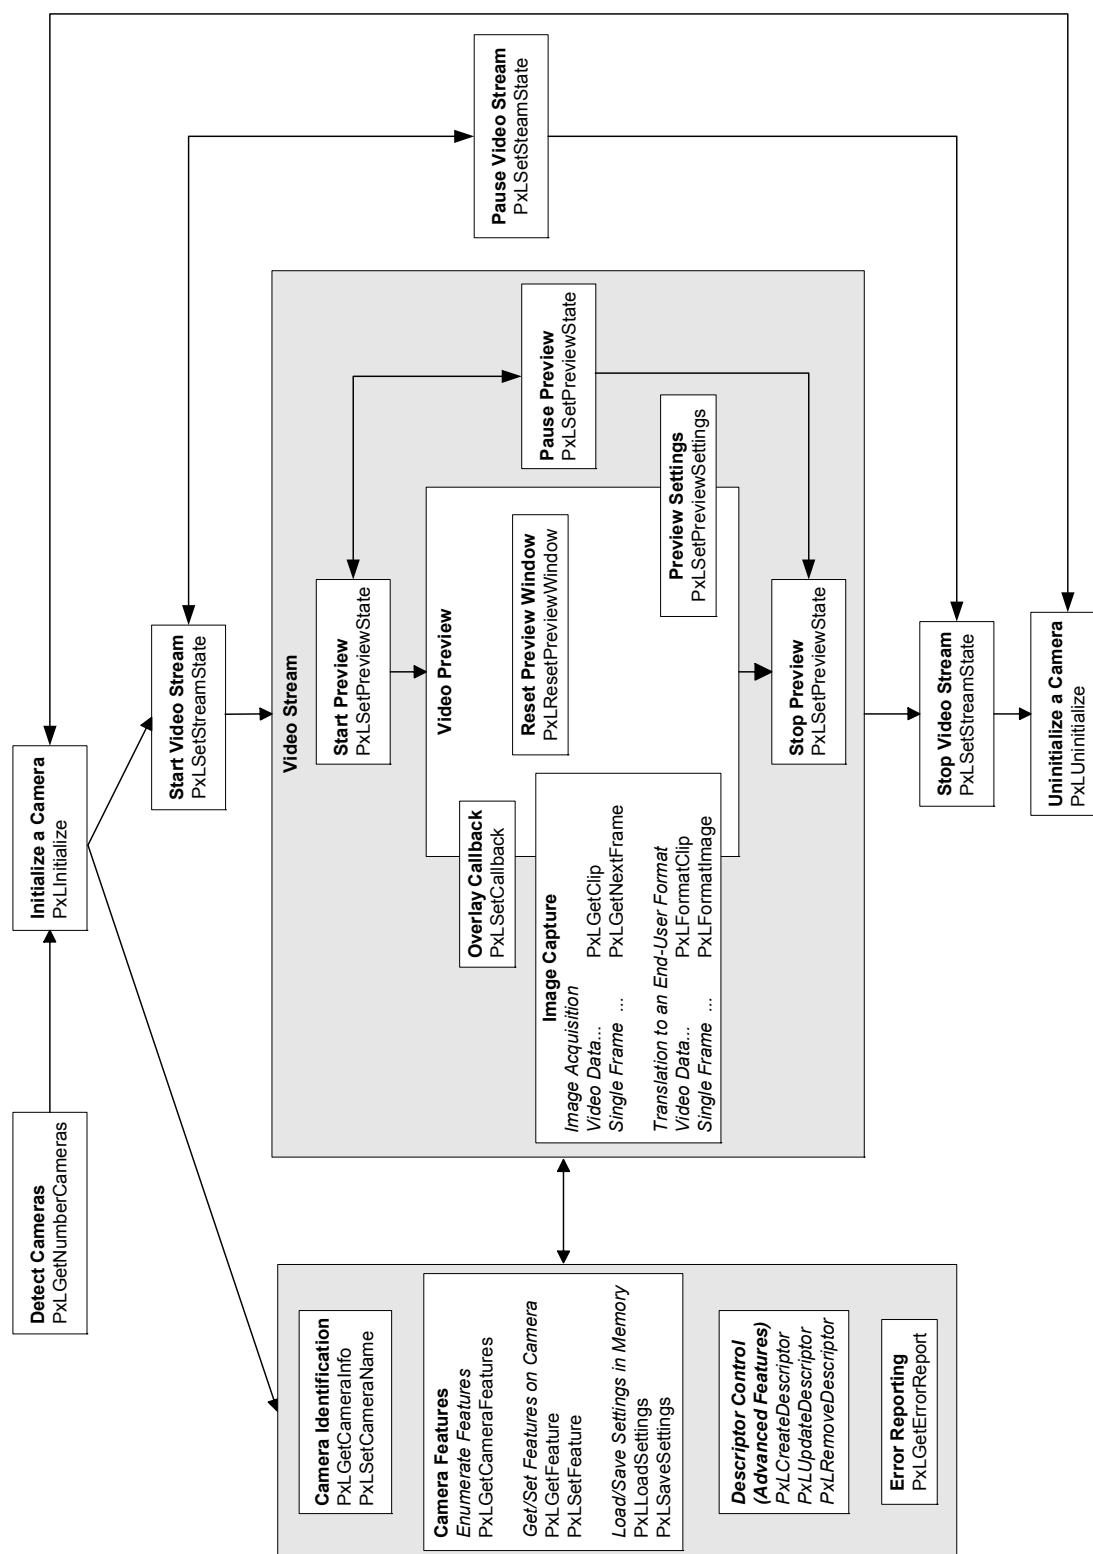 Detect Cameras
PxLGetNumberCameras
Initialize a Camera
PxLInitialize
Start Video Stream
PxLSetStreamState
Pause Video Stream
PxLSetSteamState
Camera Identification
PxLGetCameraInfo
PxLSetCameraName
Camera Features
Enumerate Features
PxLGetCameraFeatures
Get/Set Features on Camera
PxLGetFeature
PxLSetFeature
Load/Save Settings in Memory
PxLLoadSettings
PxLSaveSettings
Descriptor Control
(Advanced Features)
PxLCreateDescriptor
PxLUpdateDescriptor
PxLRemoveDescriptor
Error Reporting
PxLGetErrorReport
Video Stream
Start Preview
PxLSetPreviewState
Pause Preview
PxLSetPreviewState
Video Preview
Overlay Callback
PxLSetCallback
Reset Preview Window
PxLResetPreviewWindow
Image Capture
Image Acquisition
Video Data... PxLGetClip
Single Frame ... PxLGetNextFrame
Translation to an End-User Format
Video Data... PxLFormatClip
Single Frame ... PxLFormatImage
Preview Settings
PxLSetPreviewSettings
Stop Preview
PxLSetPreviewState
Stop Video Stream
PxLSetStreamState
Uninitialize a Camera
PxLUninitialize